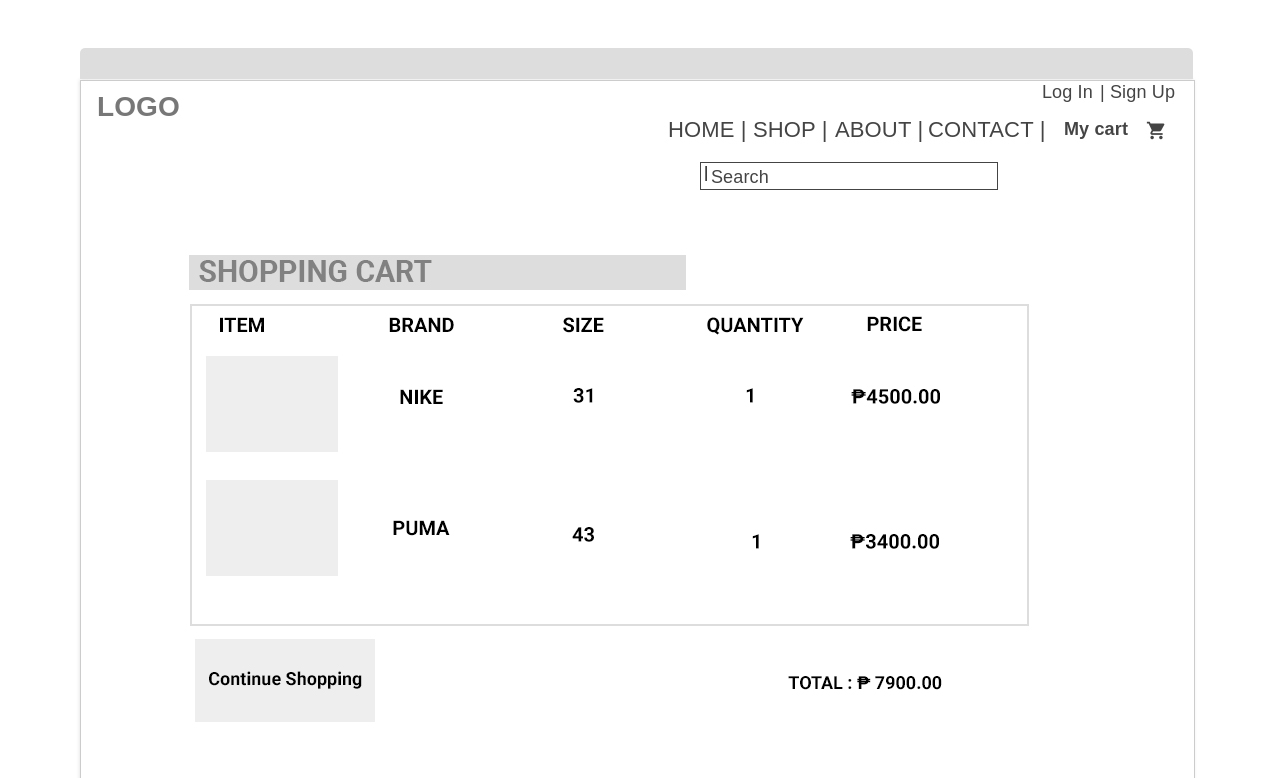 LOGO
Log In | Sign Up
HOME | SHOP | ABOUT | CONTACT | My cart
Search
SHOPPING CART
ITEM BRAND SIZE QUANTITY PRICE
NIKE 31 1 ₱4500.00
PUMA 43 1 ₱3400.00
Continue Shopping
TOTAL : ₱ 7900.00